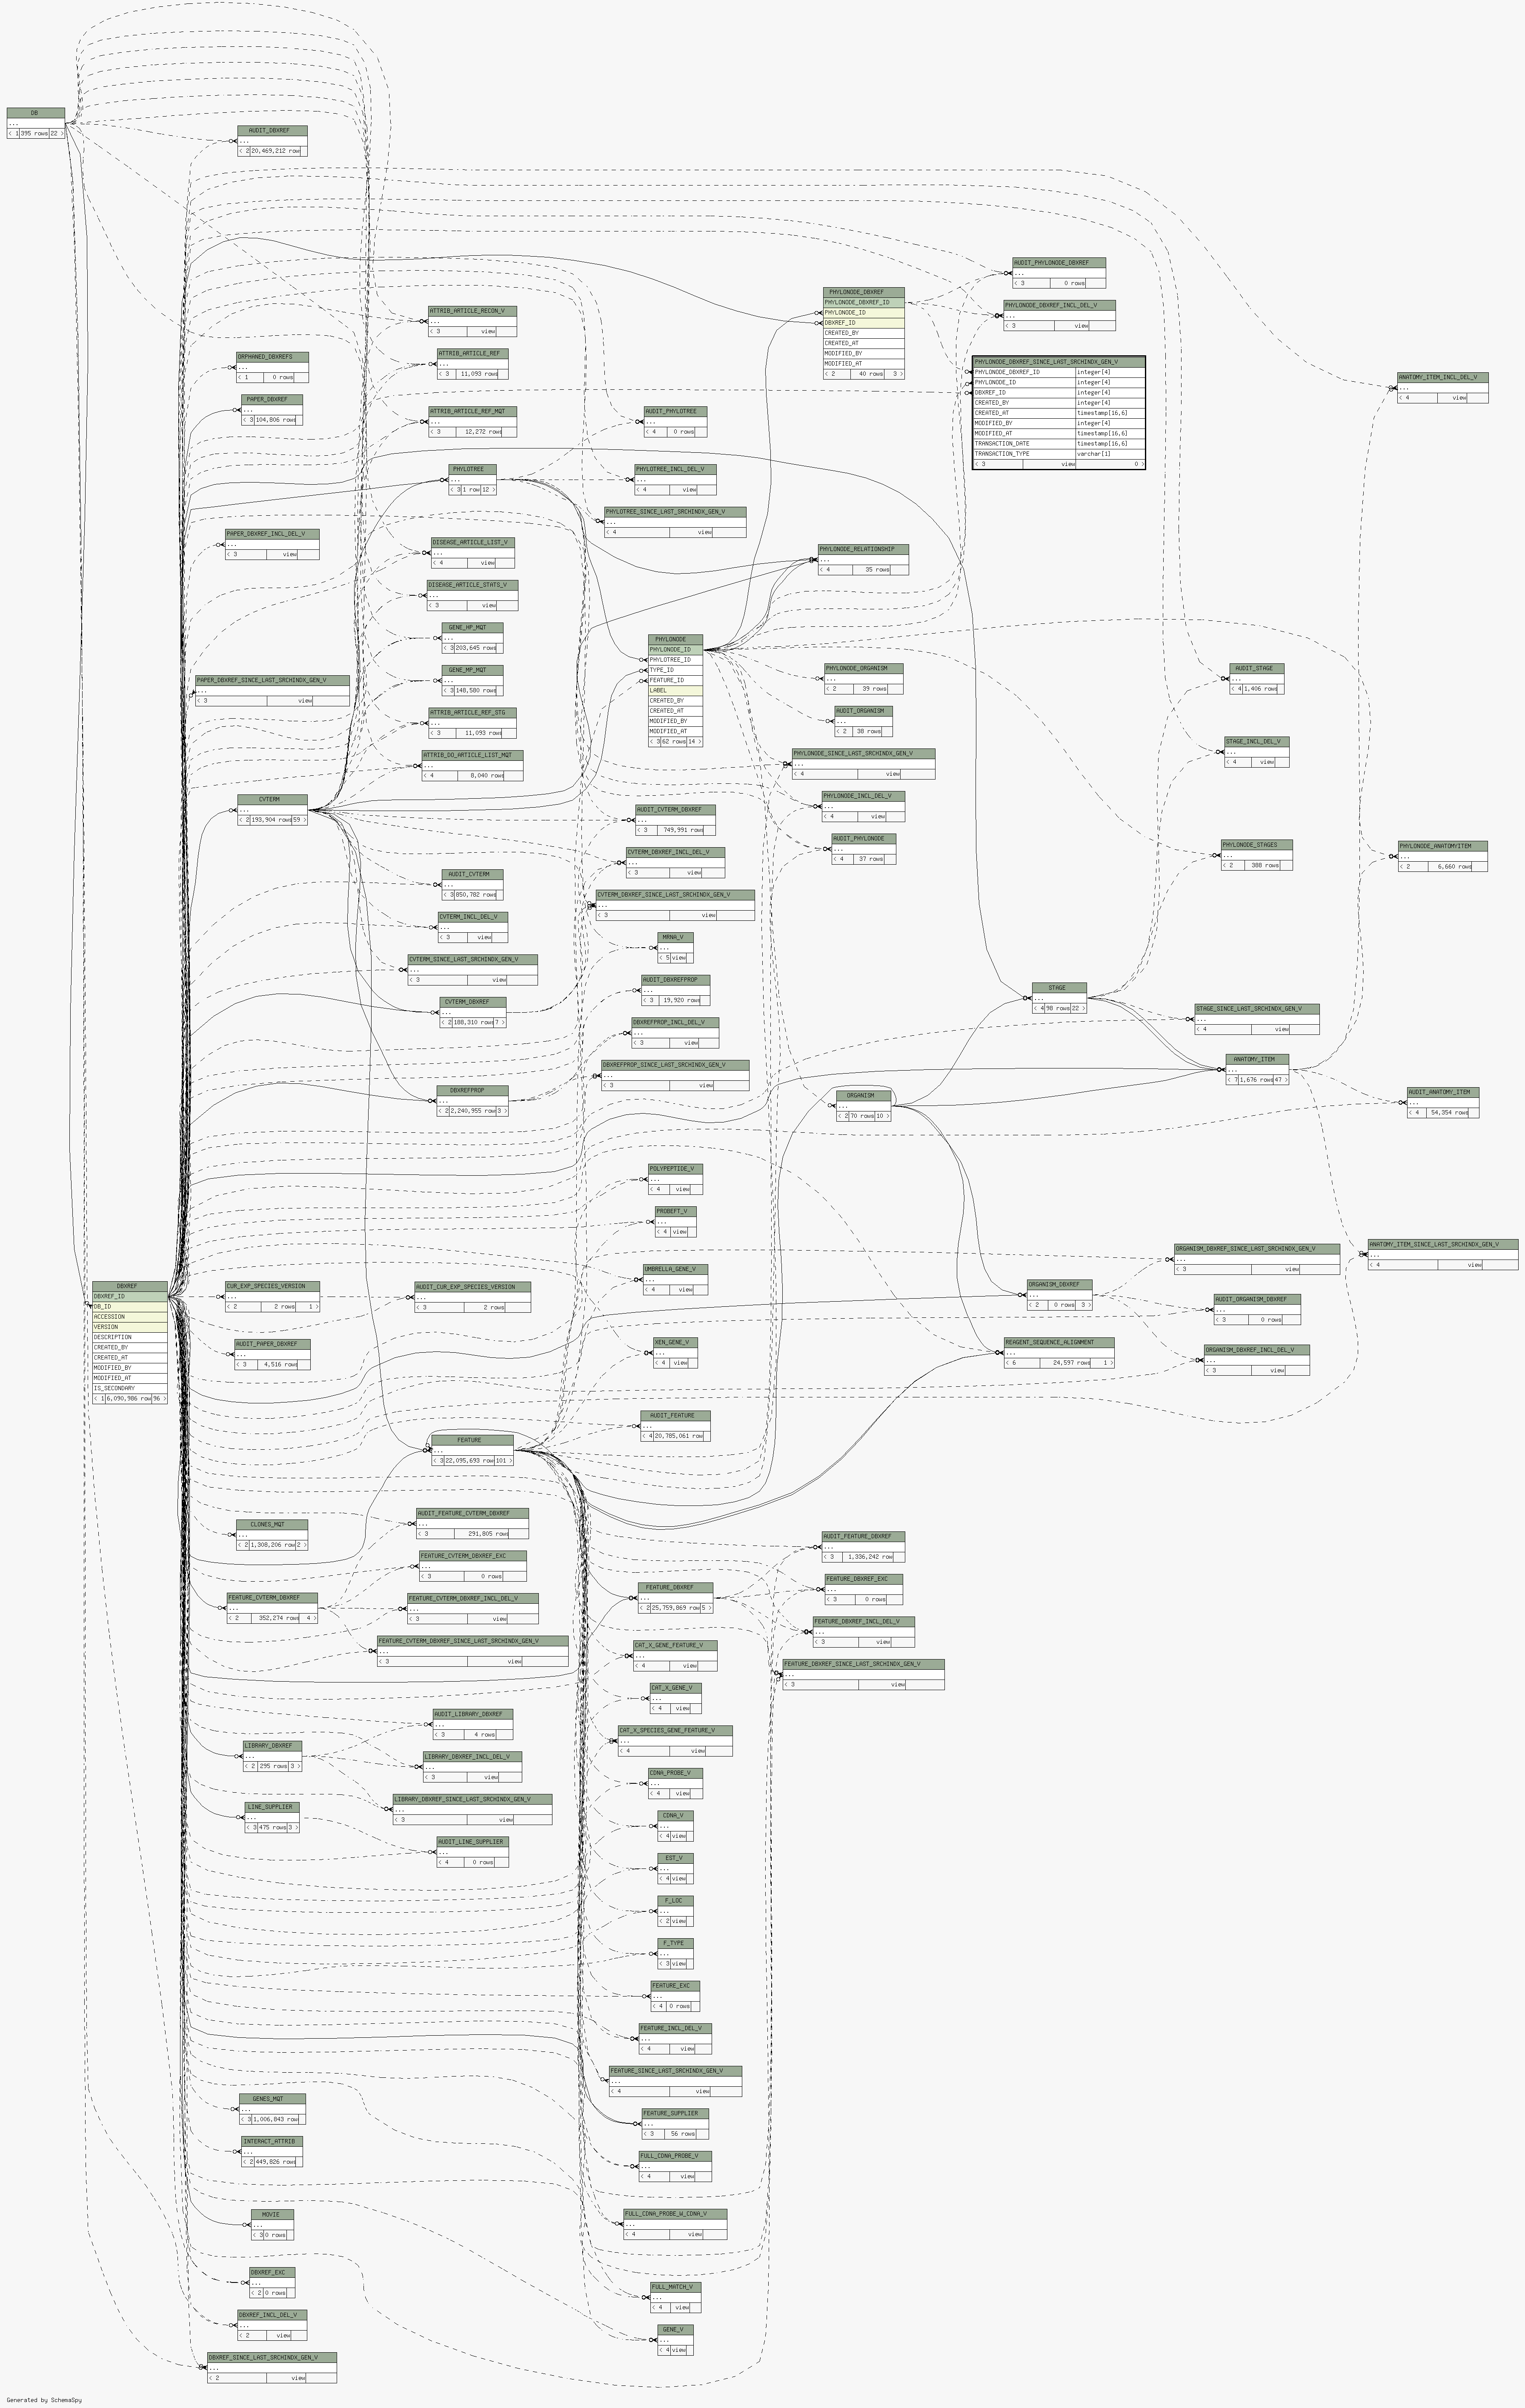 DB
...
< 1 395 rows 22 >
AUDIT_DBXREF
...
< 2 20,469,212 row
ORPHANED_DBXREFS
...
< 1 0 rows
PAPER_DBXREF
...
< 3 104,806 rows
PAPER_DBXREF_INCL_DEL_V
...
< 3 view
PAPER_DBXREF_SINCE_LAST_SRCHINDX_GEN_V
...
< 3 view
CVTERM
...
< 2 193,904 rows 59 >
DBXREF
DBXREF_ID
DB_ID
ACCESSION
VERSION
DESCRIPTION
CREATED_BY
CREATED_AT
MODIFIED_BY
MODIFIED_AT
IS_SECONDARY
< 1 6,090,986 row 96 >
CUR_EXP_SPECIES_VERSION
...
< 2 2 rows 1 >
AUDIT_PAPER_DBXREF
...
< 3 4,516 rows
CLONES_MQT
...
< 2 1,308,206 row 2 >
FEATURE_CVTERM_DBXREF
...
< 2 352,274 rows 4 >
LIBRARY_DBXREF
...
< 2 295 rows 3 >
LINE_SUPPLIER
...
< 3 475 rows 3 >
GENES_MQT
...
< 3 1,006,843 row
INTERACT_ATTRIB
...
< 2 449,826 rows
MOVIE
...
< 3 0 rows
DBXREF_EXC
...
< 2 0 rows
DBXREF_INCL_DEL_V
...
< 2 view
DBXREF_SINCE_LAST_SRCHINDX_GEN_V
...
< 2 view
ATTRIB_ARTICLE_RECON_V
...
< 3 view
ATTRIB_ARTICLE_REF
...
< 3 11,093 rows
ATTRIB_ARTICLE_REF_MQT
...
< 3 12,272 rows
PHYLOTREE
...
< 3 1 row 12 >
DISEASE_ARTICLE_LIST_V
...
< 4 view
DISEASE_ARTICLE_STATS_V
...
< 3 view
GENE_HP_MQT
...
< 3 203,645 rows
GENE_MP_MQT
...
< 3 148,580 rows
ATTRIB_ARTICLE_REF_STG
...
< 3 11,093 rows
ATTRIB_DO_ARTICLE_LIST_MQT
...
< 4 8,040 rows
AUDIT_CVTERM
...
< 3 850,782 rows
CVTERM_INCL_DEL_V
...
< 3 view
CVTERM_SINCE_LAST_SRCHINDX_GEN_V
...
< 3 view
CVTERM_DBXREF
...
< 2 188,310 rows 7 >
DBXREFPROP
...
< 2 2,240,955 row 3 >
AUDIT_CUR_EXP_SPECIES_VERSION
...
< 3 2 rows
FEATURE
...
< 3 22,095,693 row 101 >
AUDIT_FEATURE_CVTERM_DBXREF
...
< 3 291,805 rows
FEATURE_CVTERM_DBXREF_EXC
...
< 3 0 rows
FEATURE_CVTERM_DBXREF_INCL_DEL_V
...
< 3 view
FEATURE_CVTERM_DBXREF_SINCE_LAST_SRCHINDX_GEN_V
...
< 3 view
AUDIT_LIBRARY_DBXREF
...
< 3 4 rows
LIBRARY_DBXREF_INCL_DEL_V
...
< 3 view
LIBRARY_DBXREF_SINCE_LAST_SRCHINDX_GEN_V
...
< 3 view
AUDIT_LINE_SUPPLIER
...
< 4 0 rows
AUDIT_PHYLOTREE
...
< 4 0 rows
PHYLOTREE_INCL_DEL_V
...
< 4 view
PHYLOTREE_SINCE_LAST_SRCHINDX_GEN_V
...
< 4 view
PHYLONODE
PHYLONODE_ID
PHYLOTREE_ID
TYPE_ID
FEATURE_ID
LABEL
CREATED_BY
CREATED_AT
MODIFIED_BY
MODIFIED_AT
< 3 62 rows 14 >
AUDIT_CVTERM_DBXREF
...
< 3 749,991 rows
CVTERM_DBXREF_INCL_DEL_V
...
< 3 view
CVTERM_DBXREF_SINCE_LAST_SRCHINDX_GEN_V
...
< 3 view
MRNA_V
...
< 5 view
AUDIT_DBXREFPROP
...
< 3 19,920 rows
DBXREFPROP_INCL_DEL_V
...
< 3 view
DBXREFPROP_SINCE_LAST_SRCHINDX_GEN_V
...
< 3 view
POLYPEPTIDE_V
...
< 4 view
PROBEFT_V
...
< 4 view
UMBRELLA_GENE_V
...
< 4 view
XEN_GENE_V
...
< 4 view
AUDIT_FEATURE
...
< 4 20,785,061 row
FEATURE_DBXREF
...
< 2 25,759,869 row 5 >
CAT_X_GENE_FEATURE_V
...
< 4 view
CAT_X_GENE_V
...
< 4 view
CAT_X_SPECIES_GENE_FEATURE_V
...
< 4 view
CDNA_PROBE_V
...
< 4 view
CDNA_V
...
< 4 view
EST_V
...
< 4 view
F_LOC
...
< 2 view
F_TYPE
...
< 3 view
FEATURE_EXC
...
< 4 0 rows
FEATURE_INCL_DEL_V
...
< 4 view
FEATURE_SINCE_LAST_SRCHINDX_GEN_V
...
< 4 view
FEATURE_SUPPLIER
...
< 3 56 rows
FULL_CDNA_PROBE_V
...
< 4 view
FULL_CDNA_PROBE_W_CDNA_V
...
< 4 view
FULL_MATCH_V
...
< 4 view
GENE_V
...
< 4 view
PHYLONODE_DBXREF
PHYLONODE_DBXREF_ID
PHYLONODE_ID
DBXREF_ID
CREATED_BY
CREATED_AT
MODIFIED_BY
MODIFIED_AT
< 2 40 rows 3 >
PHYLONODE_RELATIONSHIP
...
< 4 35 rows
PHYLONODE_ORGANISM
...
< 2 39 rows
AUDIT_ORGANISM
...
< 2 38 rows
PHYLONODE_SINCE_LAST_SRCHINDX_GEN_V
...
< 4 view
PHYLONODE_INCL_DEL_V
...
< 4 view
AUDIT_PHYLONODE
...
< 4 37 rows
ORGANISM
...
< 2 70 rows 10 >
AUDIT_FEATURE_DBXREF
...
< 3 1,336,242 row
FEATURE_DBXREF_EXC
...
< 3 0 rows
FEATURE_DBXREF_INCL_DEL_V
...
< 3 view
FEATURE_DBXREF_SINCE_LAST_SRCHINDX_GEN_V
...
< 3 view
AUDIT_PHYLONODE_DBXREF
...
< 3 0 rows
PHYLONODE_DBXREF_INCL_DEL_V
...
< 3 view
PHYLONODE_DBXREF_SINCE_LAST_SRCHINDX_GEN_V
PHYLONODE_DBXREF_ID integer[4]
PHYLONODE_ID integer[4]
DBXREF_ID integer[4]
CREATED_BY integer[4]
CREATED_AT timestamp[16,6]
MODIFIED_BY integer[4]
MODIFIED_AT timestamp[16,6]
TRANSACTION_DATE timestamp[16,6]
TRANSACTION_TYPE varchar[1]
< 3 view 0 >
STAGE
...
< 4 98 rows 22 >
ORGANISM_DBXREF
...
< 2 0 rows 3 >
REAGENT_SEQUENCE_ALIGNMENT
...
< 6 24,597 rows 1 >
AUDIT_STAGE
...
< 4 1,406 rows
STAGE_INCL_DEL_V
...
< 4 view
PHYLONODE_STAGES
...
< 2 388 rows
STAGE_SINCE_LAST_SRCHINDX_GEN_V
...
< 4 view
ANATOMY_ITEM
...
< 7 1,676 rows 47 >
ORGANISM_DBXREF_SINCE_LAST_SRCHINDX_GEN_V
...
< 3 view
AUDIT_ORGANISM_DBXREF
...
< 3 0 rows
ORGANISM_DBXREF_INCL_DEL_V
...
< 3 view
ANATOMY_ITEM_INCL_DEL_V
...
< 4 view
PHYLONODE_ANATOMYITEM
...
< 2 6,660 rows
AUDIT_ANATOMY_ITEM
...
< 4 54,354 rows
ANATOMY_ITEM_SINCE_LAST_SRCHINDX_GEN_V
...
< 4 view
Generated by SchemaSpy